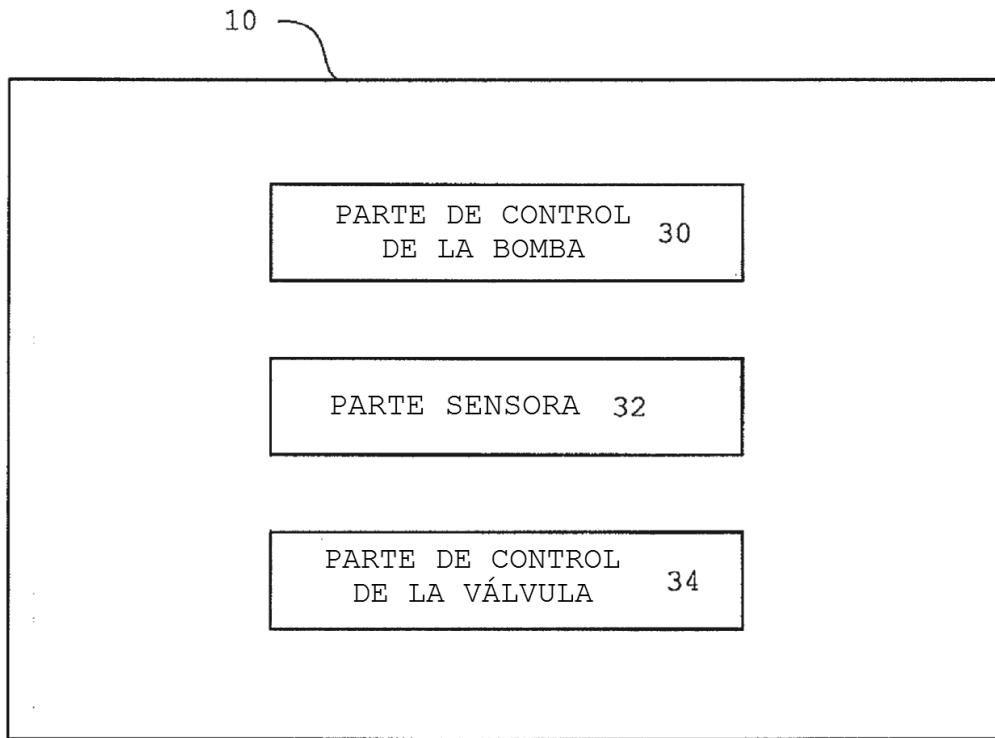 10
PARTE DE CONTROL
DE LA BOMBA 30
PARTE SENSORA 32
PARTE DE CONTROL
DE LA VÁLVULA 34